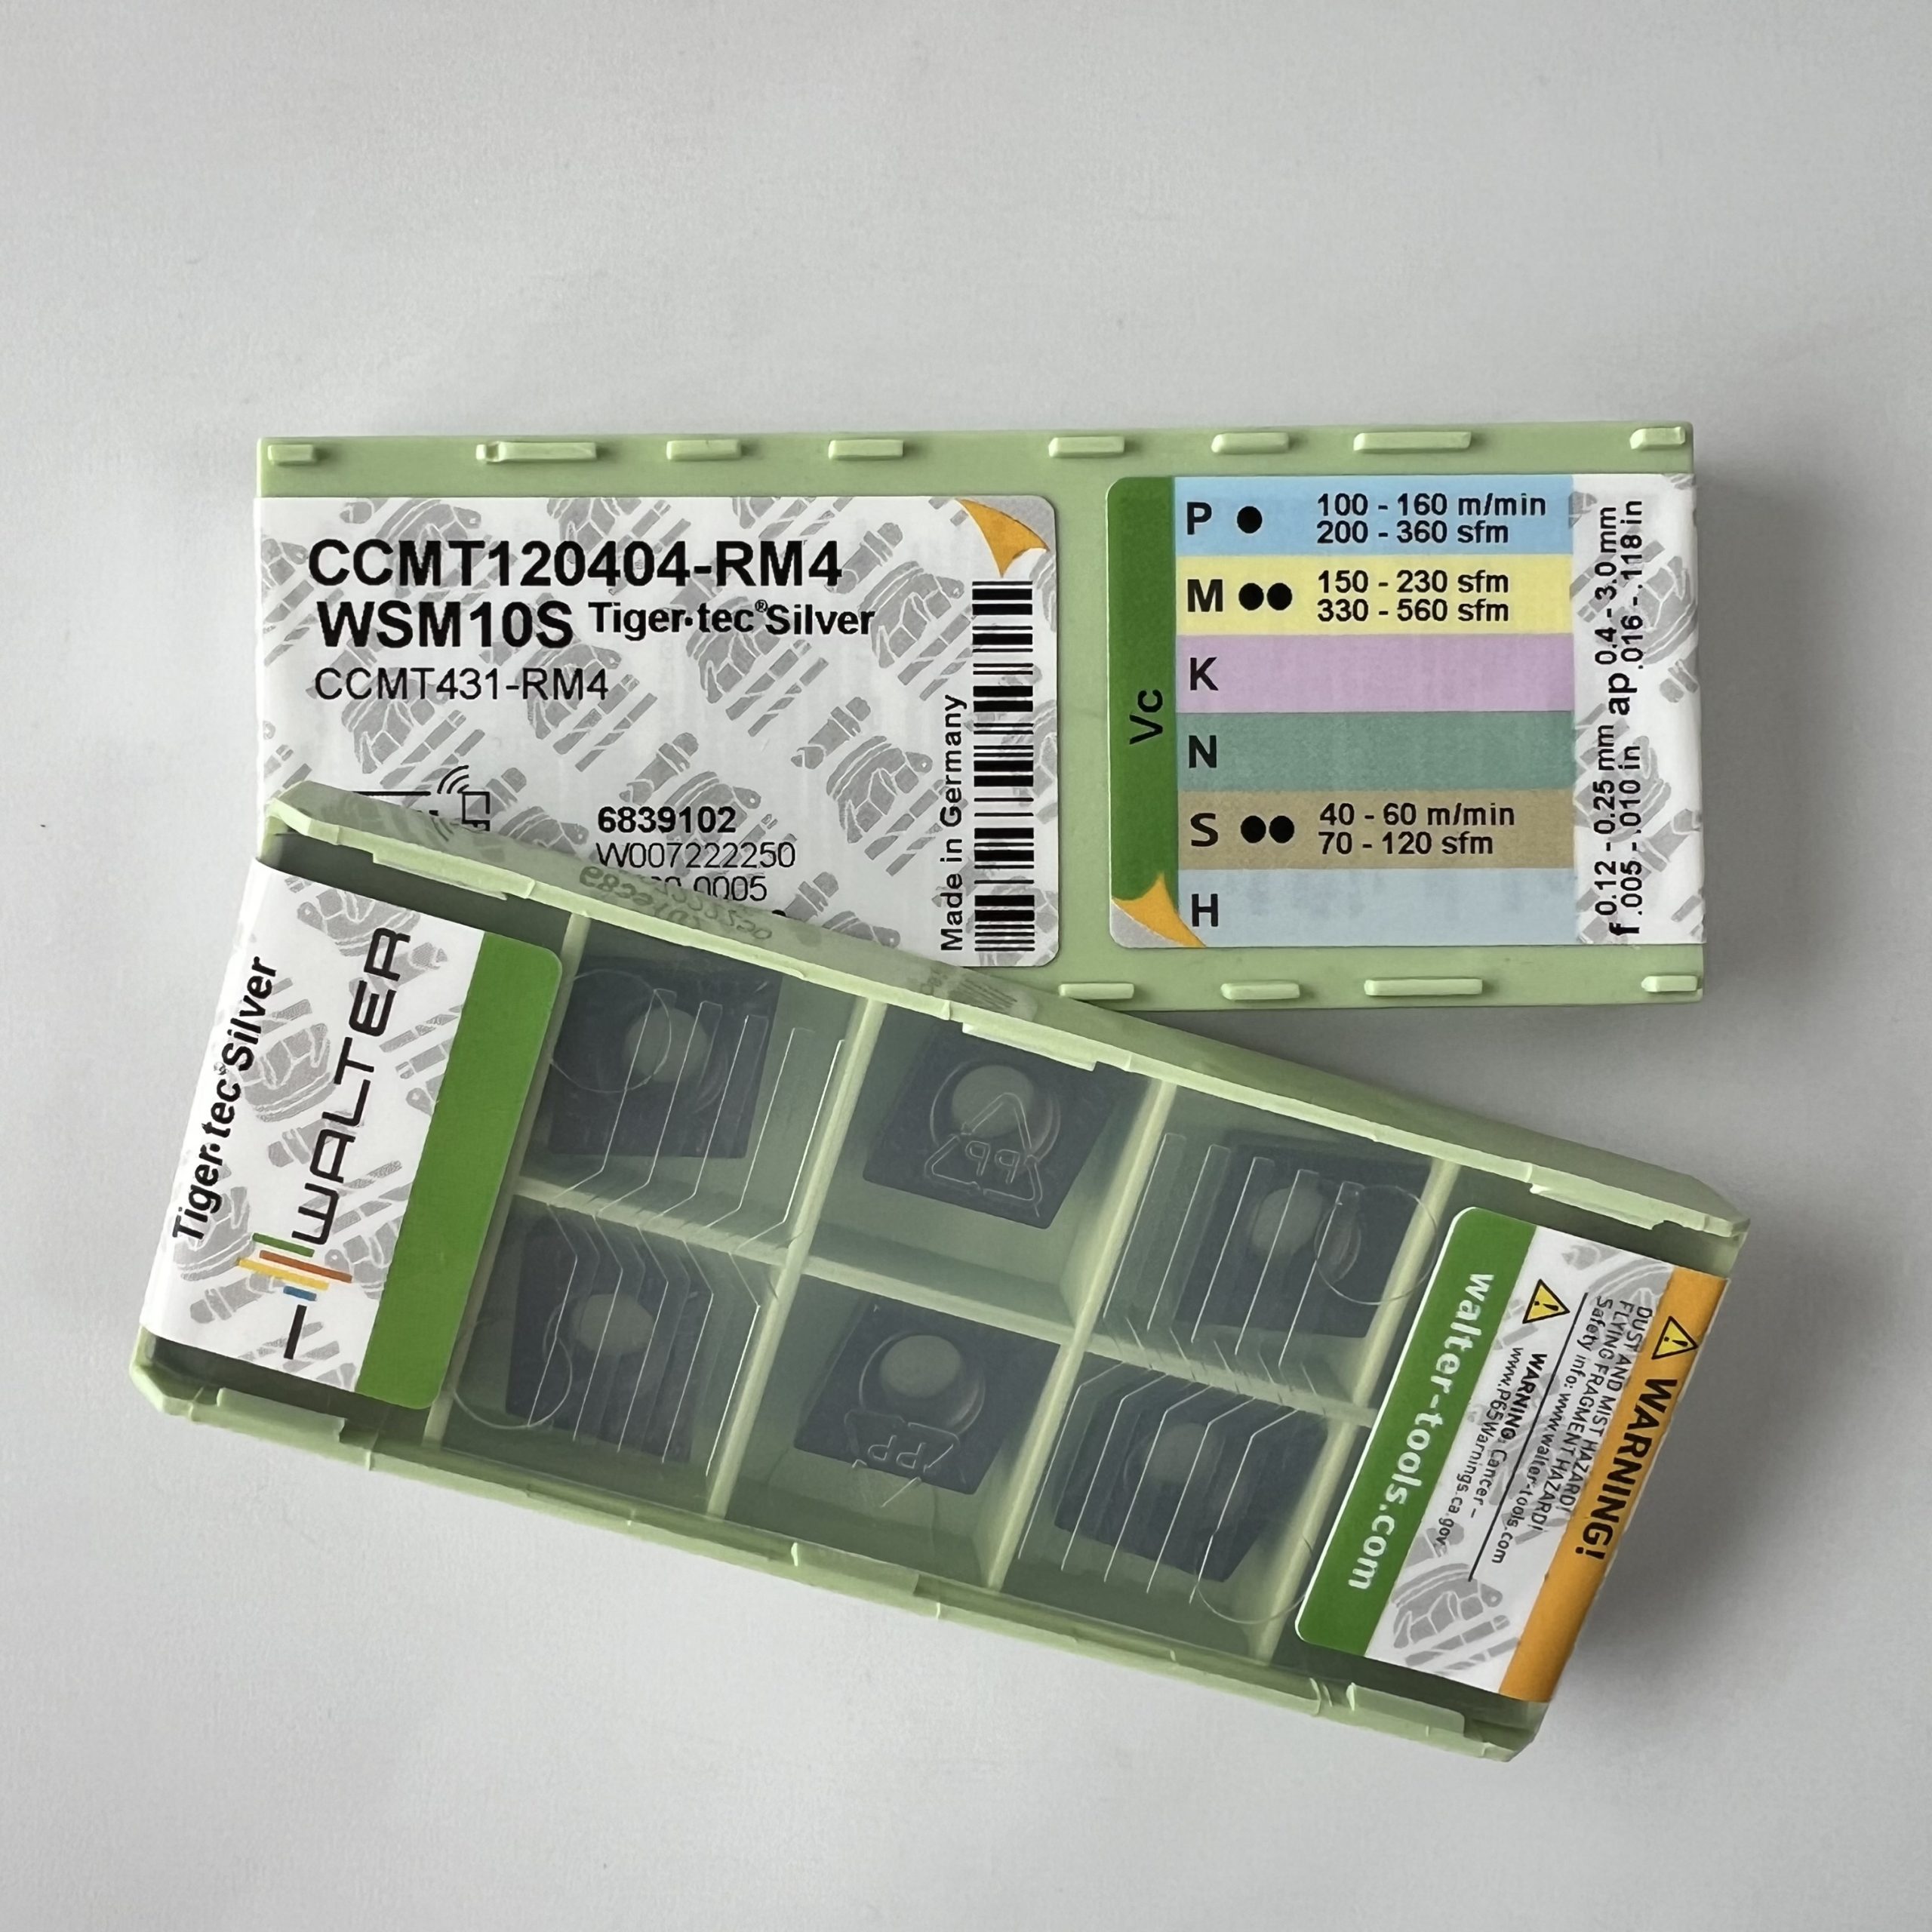 CCMT120404-RM4
WSM10S Tiger·tec®Silver
CCMT431-RM4
6839102
W007222250
0005
Made in Germany
Vc
P ●
100 - 160 m/min
200 - 360 sfm
M ●●
150 - 230 sfm
330 - 560 sfm
K
N
S ●●
40 - 60 m/min
70 - 120 sfm
H
f 0.12 - 0.25 mm ap 0.4 - 3.0 mm
.005 - .010 in .016 - .118 in
Tiger·tec®Silver
WALTER
PP
PP
walter-tools.com
WARNING!
DUST AND MIST HAZARD!
FLYING FRAGMENT HAZARD!
Safety info: www.walter-tools.com
WARNING: Cancer –
www.P65Warnings.ca.gov